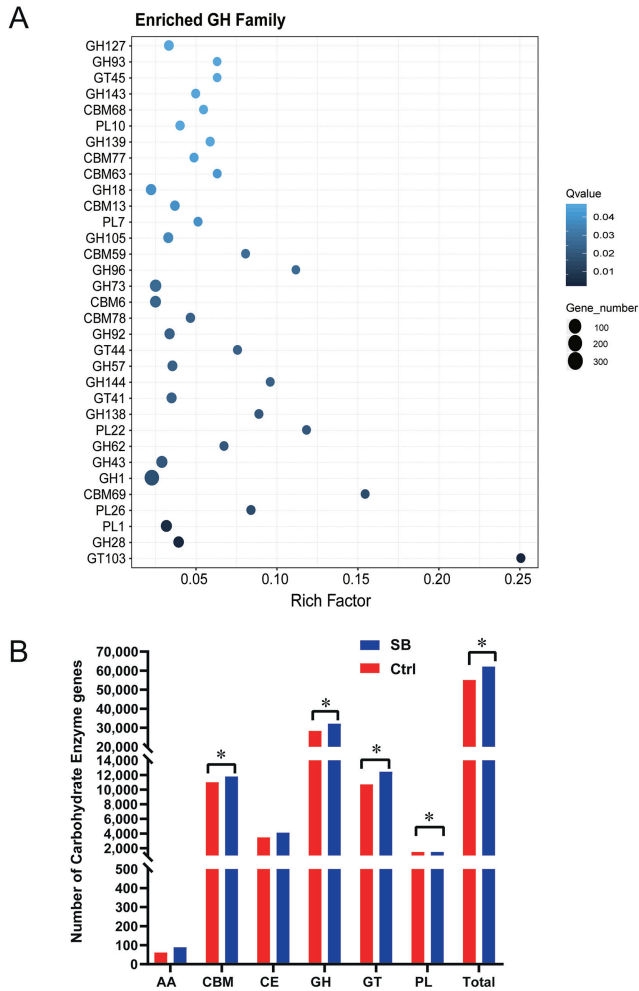 A
Enriched GH Family
GH127
GH93
GT45
GH143
CBM68
PL10
GH139
CBM77
CBM63
GH18
CBM13
PL7
GH105
CBM59
GH96
GH73
CBM6
CBM78
GH92
GT44
GH57
GH144
GT41
GH138
PL22
GH62
GH43
GH1
CBM69
PL26
PL1
GH28
GT103
0.05 0.10 0.15 0.20 0.25
Rich Factor
Qvalue
0.04
0.03
0.02
0.01
Gene_number
100
200
300
B
Number of Carbohydrate Enzyme genes
70,000
60,000
50,000
40,000
30,000
20,000
14,000
12,000
10,000
8,000
6,000
4,000
2,000
500
400
300
200
100
0
SB
Ctrl
* * * * *
AA CBM CE GH GT PL Total